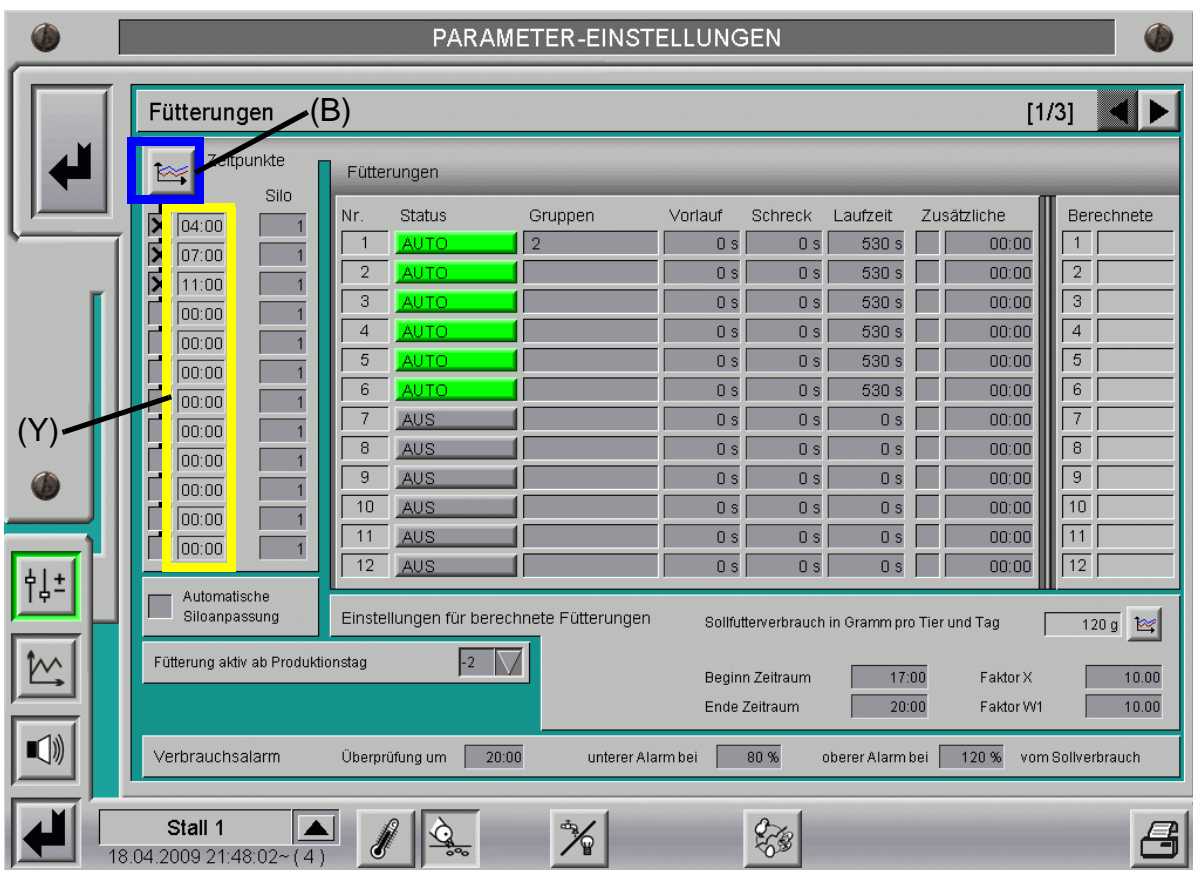 PARAMETER-EINSTELLUNGEN
Fütterungen (B) [1/3]
Zeitpunkte
Silo
04:00 1
07:00 1
11:00 1
00:00 1
00:00 1
00:00 1
00:00 1
00:00 1
00:00 1
00:00 1
00:00 1
00:00 1
(Y)
Automatische
Siloanpassung
Fütterungen
Nr. Status Gruppen Vorlauf Schreck Laufzeit Zusätzliche Berechnete
1 AUTO 2 0 s 0 s 530 s 00:00 1
2 AUTO 0 s 0 s 530 s 00:00 2
3 AUTO 0 s 0 s 530 s 00:00 3
4 AUTO 0 s 0 s 530 s 00:00 4
5 AUTO 0 s 0 s 530 s 00:00 5
6 AUTO 0 s 0 s 530 s 00:00 6
7 AUS 0 s 0 s 0 s 00:00 7
8 AUS 0 s 0 s 0 s 00:00 8
9 AUS 0 s 0 s 0 s 00:00 9
10 AUS 0 s 0 s 0 s 00:00 10
11 AUS 0 s 0 s 0 s 00:00 11
12 AUS 0 s 0 s 0 s 00:00 12
Einstellungen für berechnete Fütterungen Sollfutterverbrauch in Gramm pro Tier und Tag 120 g
Fütterung aktiv ab Produktionstag -2
Beginn Zeitraum 17:00 Faktor X 10.00
Ende Zeitraum 20:00 Faktor W1 10.00
Verbrauchsalarm Überprüfung um 20:00 unterer Alarm bei 80 % oberer Alarm bei 120 % vom Sollverbrauch
Stall 1
18.04.2009 21:48:02~ ( 4 )